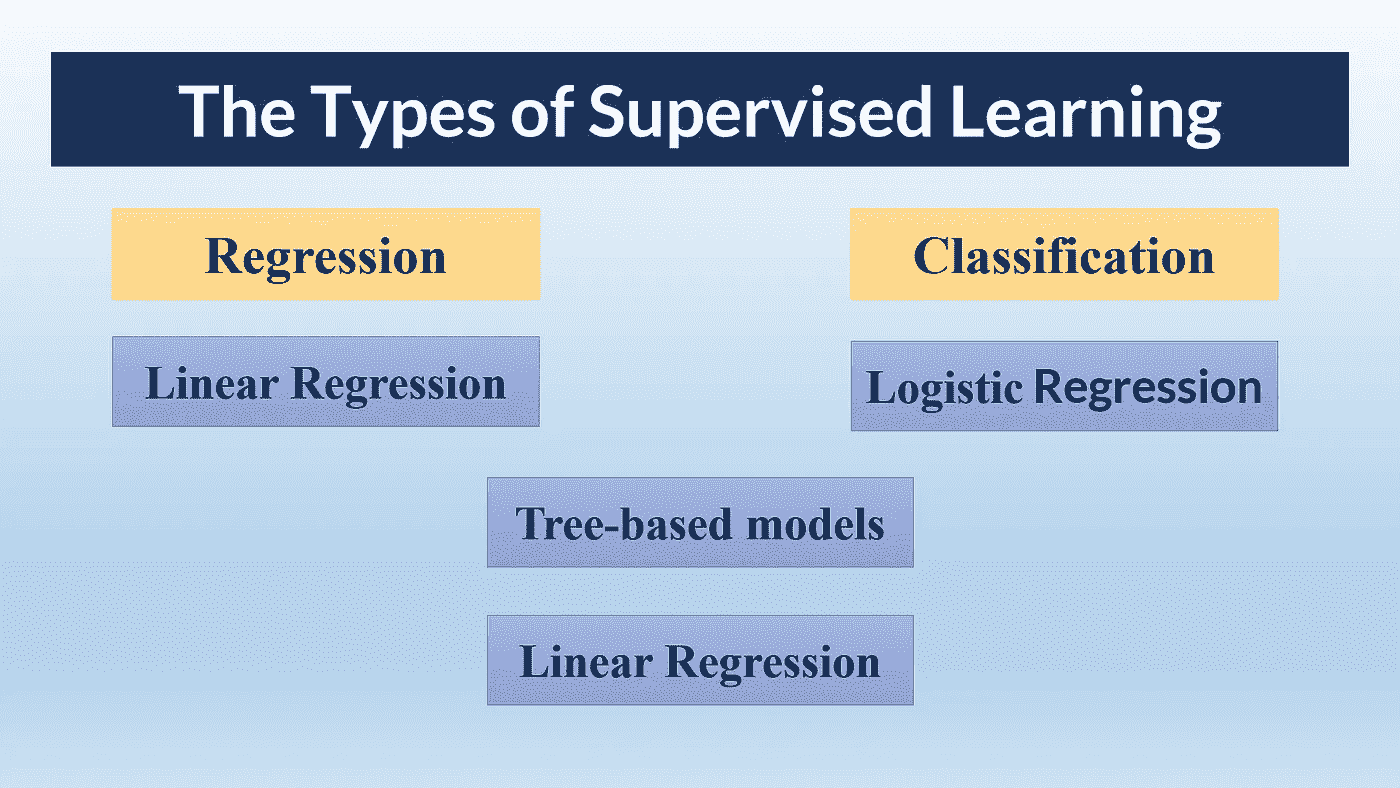 The Types of Supervised Learning
Regression
Classification
Linear Regression
Logistic Regression
Tree-based models
Linear Regression